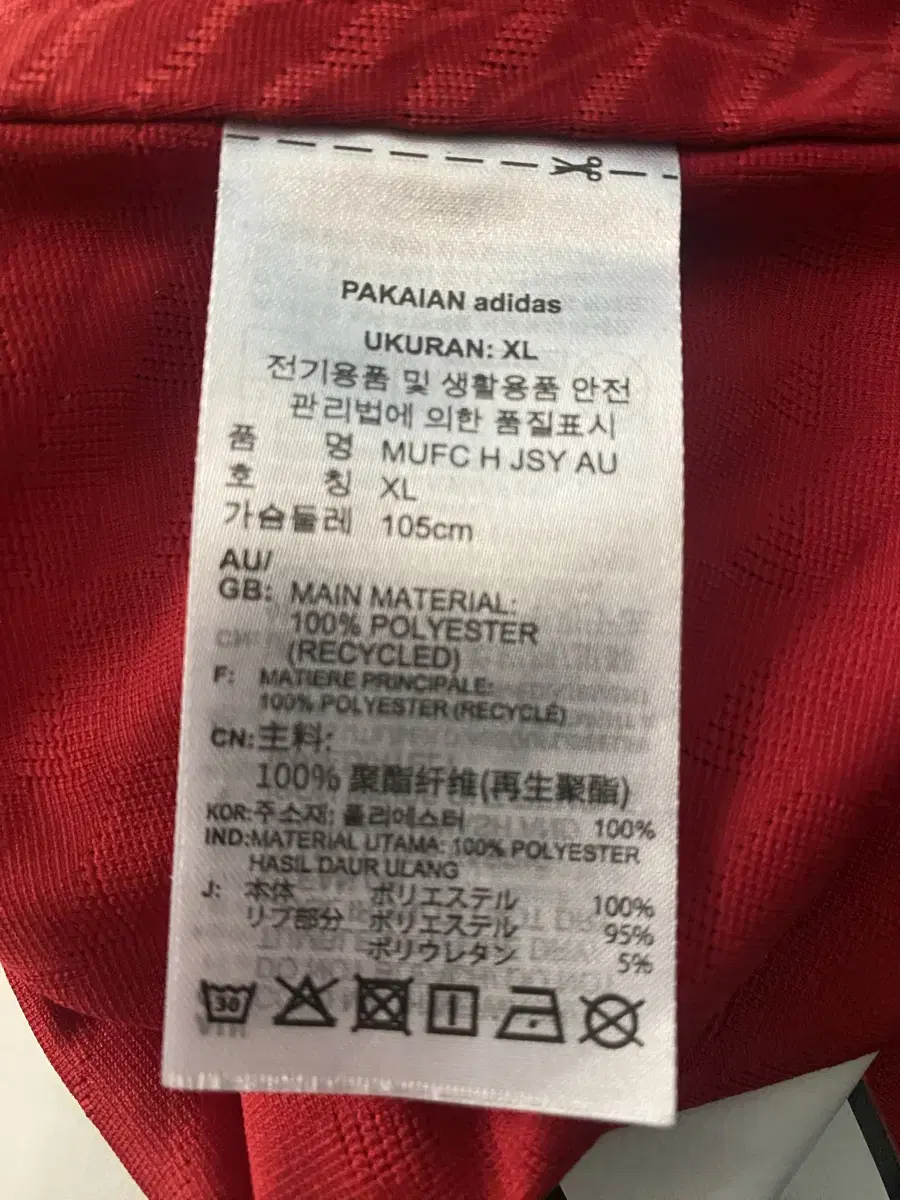 PAKAIAN adidas
UKURAN: XL
전기용품 및 생활용품 안전
관리법에 의한 품질표시
품 명 MUFC H JSY AU
호 칭 XL
가슴둘레 105cm
AU/
GB: MAIN MATERIAL:
100% POLYESTER
(RECYCLED)
F: MATIERE PRINCIPALE:
100% POLYESTER (RECYCLÉ)
CN:主料:
100% 聚酯纤维(再生聚酯)
KOR:주소재: 폴리에스터 100%
IND:MATERIAL UTAMA: 100% POLYESTER
HASIL DAUR ULANG
J: 本体 ポリエステル 100%
リブ部分 ポリエステル 95%
ポリウレタン 5%
30